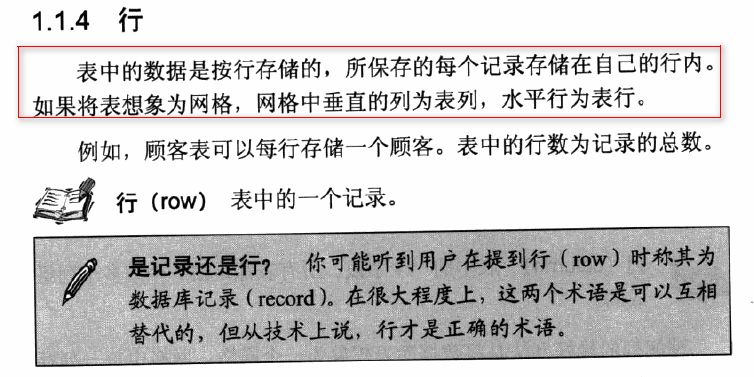 1.1.4 行
表中的数据是按行存储的，所保存的每个记录存储在自己的行内。
如果将表想象为网格，网格中垂直的列为表列，水平行为表行。
例如，顾客表可以每行存储一个顾客。表中的行数为记录的总数。
行（row） 表中的一个记录。
是记录还是行？ 你可能听到用户在提到行（row）时称其为
数据库记录（record）。在很大程度上，这两个术语是可以互相
替代的，但从技术上说，行才是正确的术语。